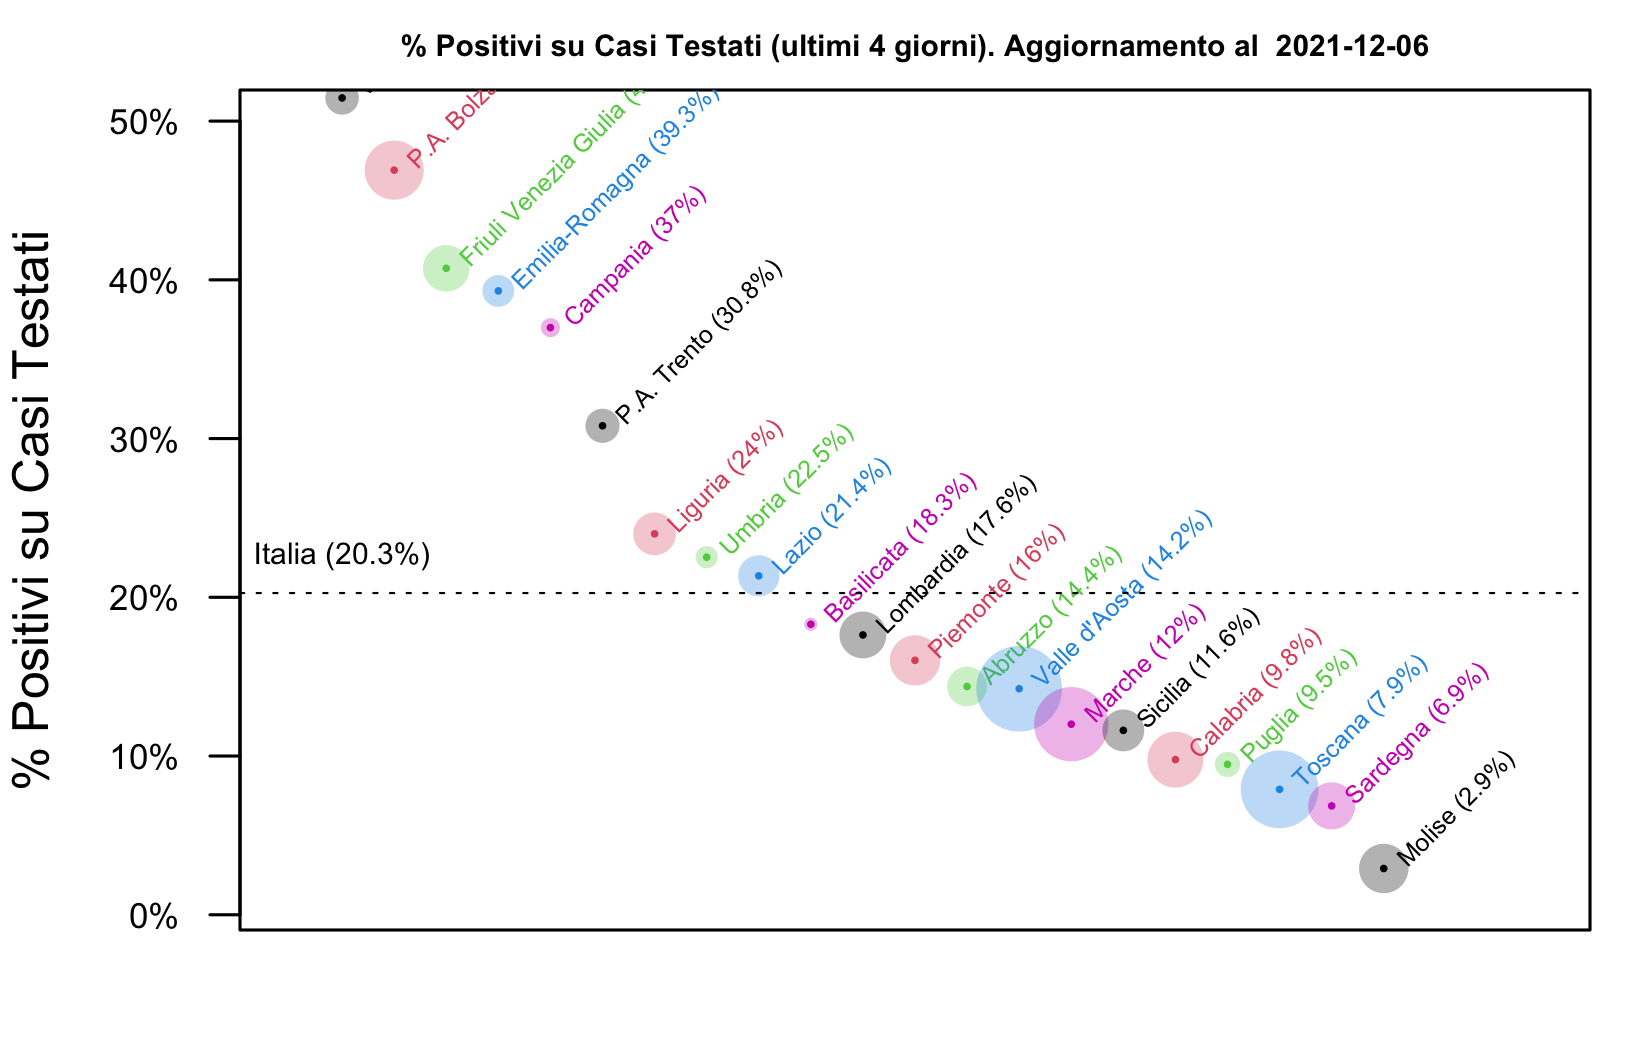 % Positivi su Casi Testati (ultimi 4 giorni). Aggiornamento al 2021-12-06
% Positivi su Casi Testati
50%
40%
30%
20%
10%
0%
P.A.
Friuli Venezia Giulia
Emilia-Romagna (39.3%)
Campania (37%)
P.A. Trento (30.8%)
Liguria (24%)
Umbria (22.5%)
Lazio (21.4%)
Italia (20.3%)
Basilicata (18.3%)
Lombardia (17.6%)
Piemonte (16%)
Abruzzo (14.4%)
Valle d'Aosta (14.2%)
Marche (12%)
Sicilia (11.6%)
Calabria (9.8%)
Puglia (9.5%)
Toscana (7.9%)
Sardegna (6.9%)
Molise (2.9%)